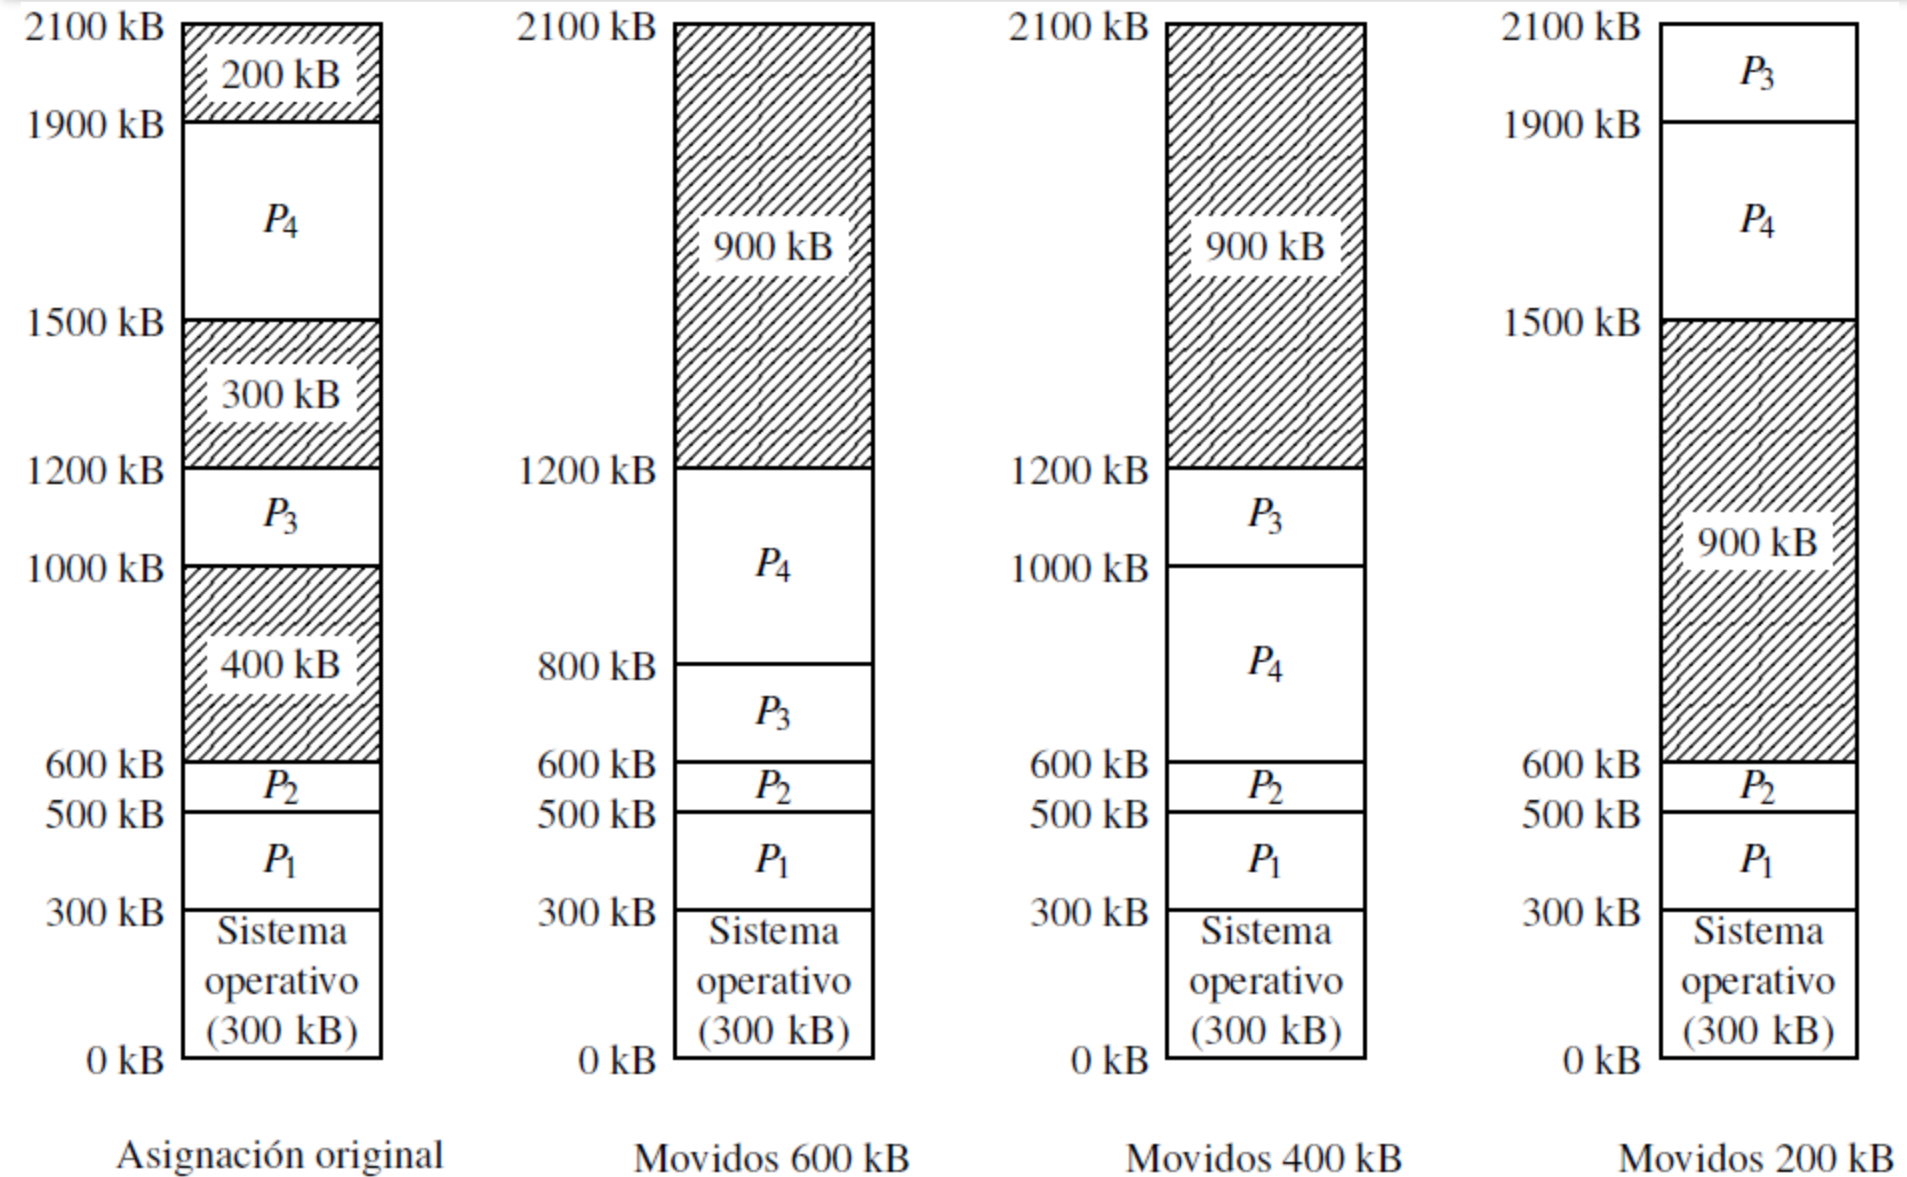 2100 kB
200 kB
1900 kB
P4
1500 kB
300 kB
1200 kB
P3
1000 kB
400 kB
600 kB
P2
500 kB
P1
300 kB
Sistema
operativo
(300 kB)
0 kB
Asignación original
2100 kB
900 kB
1200 kB
P4
800 kB
P3
600 kB
P2
500 kB
P1
300 kB
Sistema
operativo
(300 kB)
0 kB
Movidos 600 kB
2100 kB
900 kB
1200 kB
P3
1000 kB
P4
600 kB
P2
500 kB
P1
300 kB
Sistema
operativo
(300 kB)
0 kB
Movidos 400 kB
2100 kB
P3
1900 kB
P4
1500 kB
900 kB
600 kB
P2
500 kB
P1
300 kB
Sistema
operativo
(300 kB)
0 kB
Movidos 200 kB